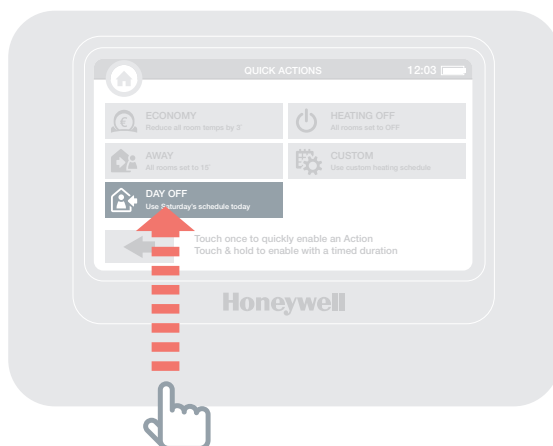 QUICK ACTIONS 12:03
ECONOMY
Reduce all room temps by 3°
HEATING OFF
All rooms set to OFF
AWAY
All rooms set to 15°
CUSTOM
Use custom heating schedule
DAY OFF
Use Saturday's schedule today
Touch once to quickly enable an Action
Touch & hold to enable with a timed duration
Honeywell